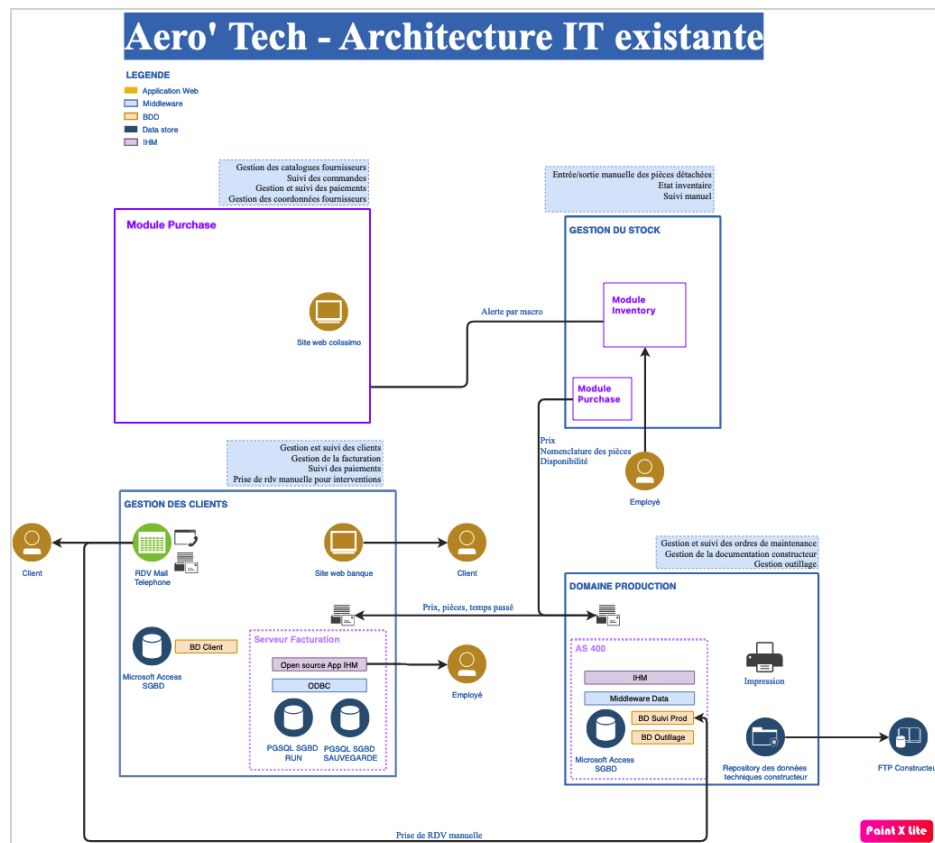 Aero' Tech - Architecture IT existante
LEGENDE
Application Web
Middleware
BDD
Data store
IHM
Gestion des catalogues fournisseurs
Suivi des commandes
Gestion et suivi des paiements
Gestion des coordonnées fournisseurs
Entrée/sortie manuelle des pièces détachées
Etat inventaire
Suivi manuel
Module Purchase
Site web colissimo
Alerte par macro
GESTION DU STOCK
Module
Inventory
Module
Purchase
Prix
Nomenclature des pièces
Disponibilité
Employé
Gestion est suivi des clients
Gestion de la facturation
Suivi des paiements
Prise de rdv manuelle pour interventions
GESTION DES CLIENTS
Client
RDV Mail
Telephone
Site web banque
Client
Gestion et suivi des ordres de maintenance
Gestion de la documentation constructeur
Gestion outillage
DOMAINE PRODUCTION
Prix, pièces, temps passé
Serveur Facturation
Open source App IHM
ODBC
PGSQL SGBD
RUN
PGSQL SGBD
SAUVEGARDE
BD Client
Microsoft Access
SGBD
Employé
AS 400
IHM
Middleware Data
BD Suivi Prod
BD Outillage
Microsoft Access
SGBD
Impression
Repository des données
techniques constructeur
FTP Constructeu
Prise de RDV manuelle
Paint X Lite